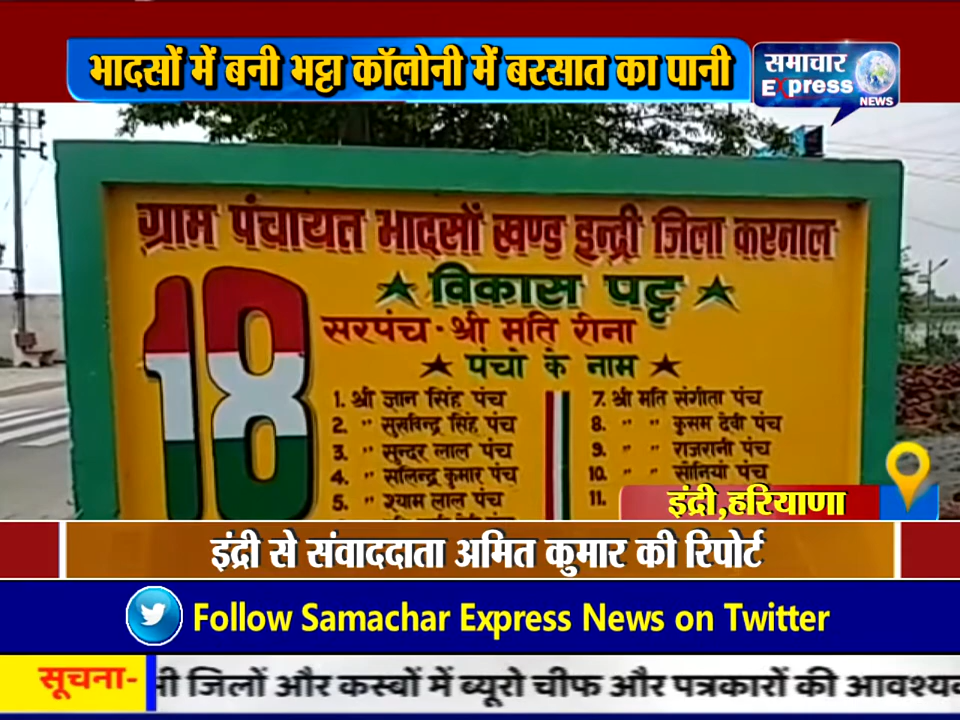 भादसों में बनी भट्टा कॉलोनी में बरसात का पानी
समाचार
Express
NEWS
ग्राम पंचायत भादसों खण्ड इन्द्री जिला करनाल
18
★ विकास पट्ट ★
सरपंच - श्री मति रीना
★ पंचो के नाम ★
1. श्री ज्ञान सिंह पंच
2. " सुखविन्द्र सिंह पंच
3. " सुन्दर लाल पंच
4. " सलिन्द्र कुमार पंच
5. " श्याम लाल पंच
7. श्री मति संगीता पंच
8. " " कुसम देवी पंच
9. " " राजरानी पंच
10. " " सोनिया पंच
11.
इंद्री,हरियाणा
इंद्री से संवाददाता अमित कुमार की रिपोर्ट
Follow Samachar Express News on Twitter
सूचना- जिलों और कस्बों में ब्यूरो चीफ और पत्रकारों की